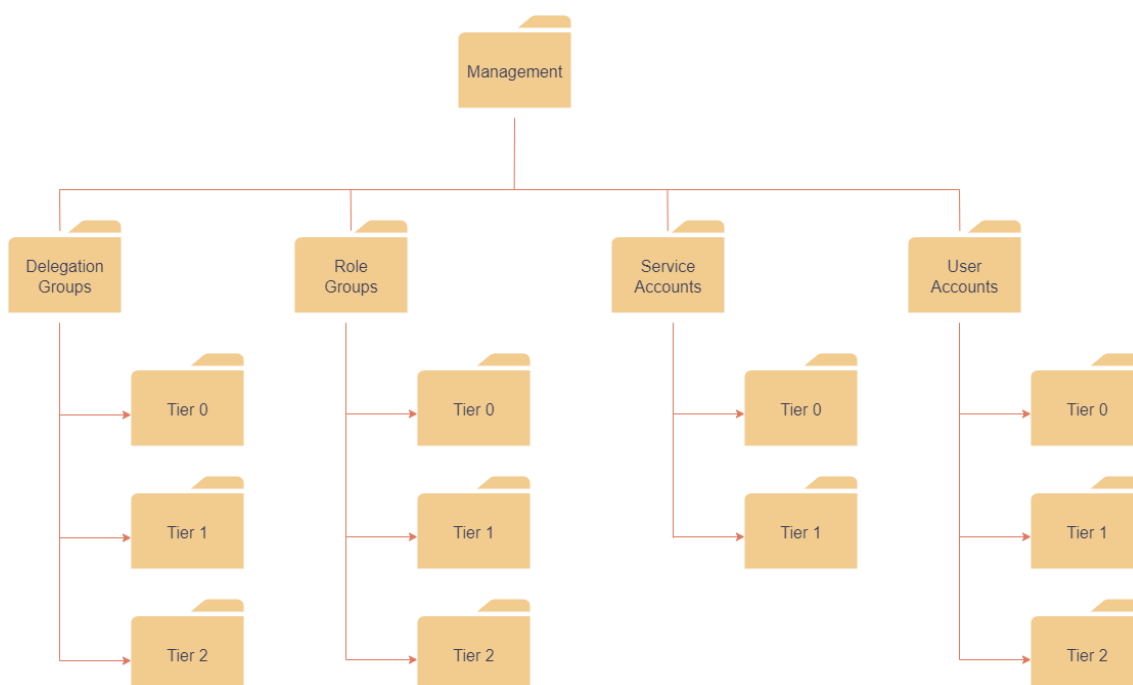 Management
Delegation
Groups
Role
Groups
Service
Accounts
User
Accounts
Tier 0
Tier 0
Tier 0
Tier 0
Tier 1
Tier 1
Tier 1
Tier 1
Tier 2
Tier 2
Tier 2